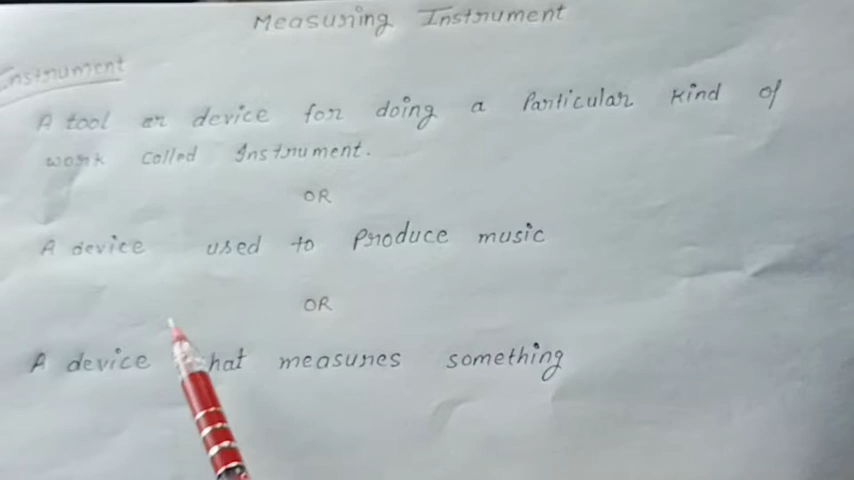 Measuring Instrument
Instrument
A tool or device for doing a Particular kind of
work called Instrument.
OR
A device used to produce music
OR
A device that measures something